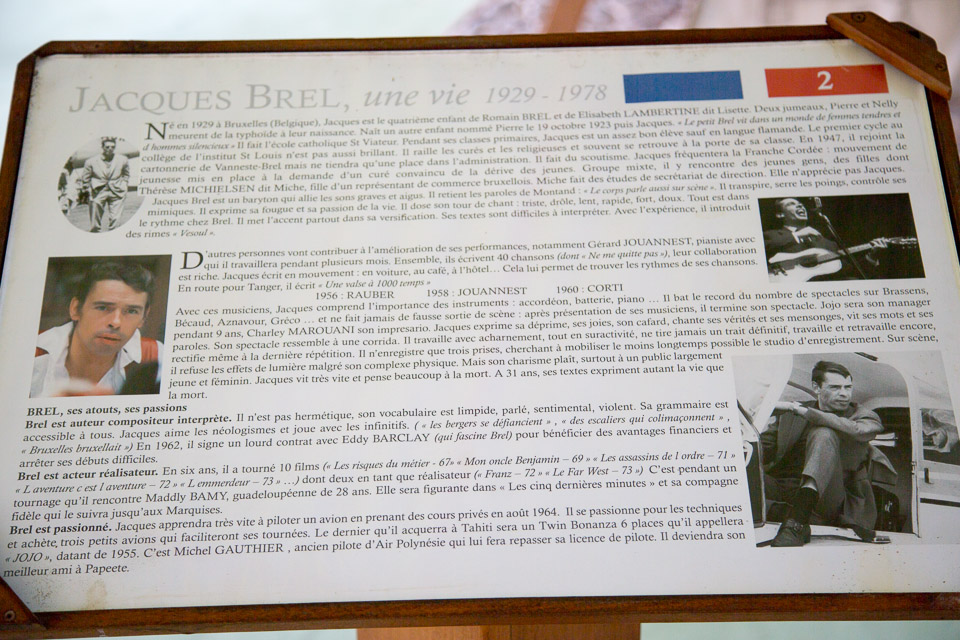 JACQUES BREL, une vie 1929 - 1978
2
Né en 1929 à Bruxelles (Belgique), Jacques est le quatrième enfant de Romain BREL et de Elisabeth LAMBERTINE dit Lisette. Deux jumeaux, Pierre et Nelly
meurent de la typhoïde à leur naissance. Naît un autre enfant nommé Pierre le 19 octobre 1923 puis Jacques. « Le petit Brel vit dans un monde de femmes tendres et
d'hommes silencieux » Il fait l'école catholique St Viateur. Pendant ses classes primaires, Jacques est un assez bon élève sauf en langue flamande. Le premier cycle au
collège de l'institut St Louis n'est pas aussi brillant. Il raille les curés et les religieuses et souvent se retrouve à la porte de sa classe. En 1947, il rejoint la
cartonnerie de Vanneste-Brel mais ne tiendra qu'une place dans l'administration. Il fait du scoutisme. Jacques fréquentera la Franche Cordée : mouvement de
jeunesse mis en place à la demande d'un curé convaincu de la dérive des jeunes. Groupe mixte, il y rencontre des jeunes gens, des filles dont
Thérèse MICHIELSEN dit Miche, fille d'un représentant de commerce bruxellois. Miche fait des études de secrétariat de direction. Elle n'apprécie pas Jacques.
Jacques Brel est un baryton qui allie les sons graves et aigus. Il retient les paroles de Montand : « Le corps parle aussi sur scène ». Il transpire, serre les poings, contrôle ses
mimiques. Il exprime sa fougue et sa passion de la vie. Il dose son tour de chant : triste, drôle, lent, rapide, fort, doux. Tout est dans
le rythme chez Brel. Il met l'accent partout dans sa versification. Ses textes sont difficiles à interpréter. Avec l'expérience, il introduit
des rimes « Vesoul ».
D'autres personnes vont contribuer à l'amélioration de ses performances, notamment Gérard JOUANNEST, pianiste avec
qui il travaillera pendant plusieurs mois. Ensemble, ils écrivent 40 chansons (dont « Ne me quitte pas »), leur collaboration
est riche. Jacques écrit en mouvement : en voiture, au café, à l'hôtel… Cela lui permet de trouver les rythmes de ses chansons.
En route pour Tanger, il écrit « Une valse à 1000 temps »
1956 : RAUBER 1958 : JOUANNEST 1960 : CORTI
Avec ces musiciens, Jacques comprend l'importance des instruments : accordéon, batterie, piano … Il bat le record du nombre de spectacles sur Brassens,
Bécaud, Aznavour, Gréco … et ne fait jamais de fausse sortie de scène : après présentation de ses musiciens, il termine son spectacle. Jojo sera son manager
pendant 9 ans, Charley MAROUANI son impresario. Jacques exprime sa déprime, ses joies, son cafard, chante ses vérités et ses mensonges, vit ses mots et ses
paroles. Son spectacle ressemble à une corrida. Il travaille avec acharnement, tout en suractivité, ne tire jamais un trait définitif, travaille et retravaille encore,
rectifie même à la dernière répétition. Il n'enregistre que trois prises, cherchant à mobiliser le moins longtemps possible le studio d'enregistrement. Sur scène,
il refuse les effets de lumière malgré son complexe physique. Mais son charisme plaît, surtout à un public largement
jeune et féminin. Jacques vit très vite et pense beaucoup à la mort. A 31 ans, ses textes expriment autant la vie que
la mort.
BREL, ses atouts, ses passions
Brel est auteur compositeur interprète. Il n'est pas hermétique, son vocabulaire est limpide, parlé, sentimental, violent. Sa grammaire est
accessible à tous. Jacques aime les néologismes et joue avec les infinitifs. ( « les bergers se défiancient » , « des escaliers qui colimaçonnent » ,
« Bruxelles bruxellait ») En 1962, il signe un lourd contrat avec Eddy BARCLAY (qui fascine Brel) pour bénéficier des avantages financiers et
arrêter ses débuts difficiles.
Brel est acteur réalisateur. En six ans, il a tourné 10 films (« Les risques du métier - 67» « Mon oncle Benjamin – 69 » « Les assassins de l ordre – 71 »
« L aventure c est l aventure – 72 » « L emmerdeur – 73 » …) dont deux en tant que réalisateur (« Franz – 72 » « Le Far West – 73 ») C'est pendant un
tournage qu'il rencontre Maddly BAMY, guadeloupéenne de 28 ans. Elle sera figurante dans « Les cinq dernières minutes » et sa compagne
fidèle qui le suivra jusqu'aux Marquises.
Brel est passionné. Jacques apprendra très vite à piloter un avion en prenant des cours privés en août 1964. Il se passionne pour les techniques
et achète trois petits avions qui faciliteront ses tournées. Le dernier qu'il acquerra à Tahiti sera un Twin Bonanza 6 places qu'il appellera
« JOJO », datant de 1955. C'est Michel GAUTHIER , ancien pilote d'Air Polynésie qui lui fera repasser sa licence de pilote. Il deviendra son
meilleur ami à Papeete.